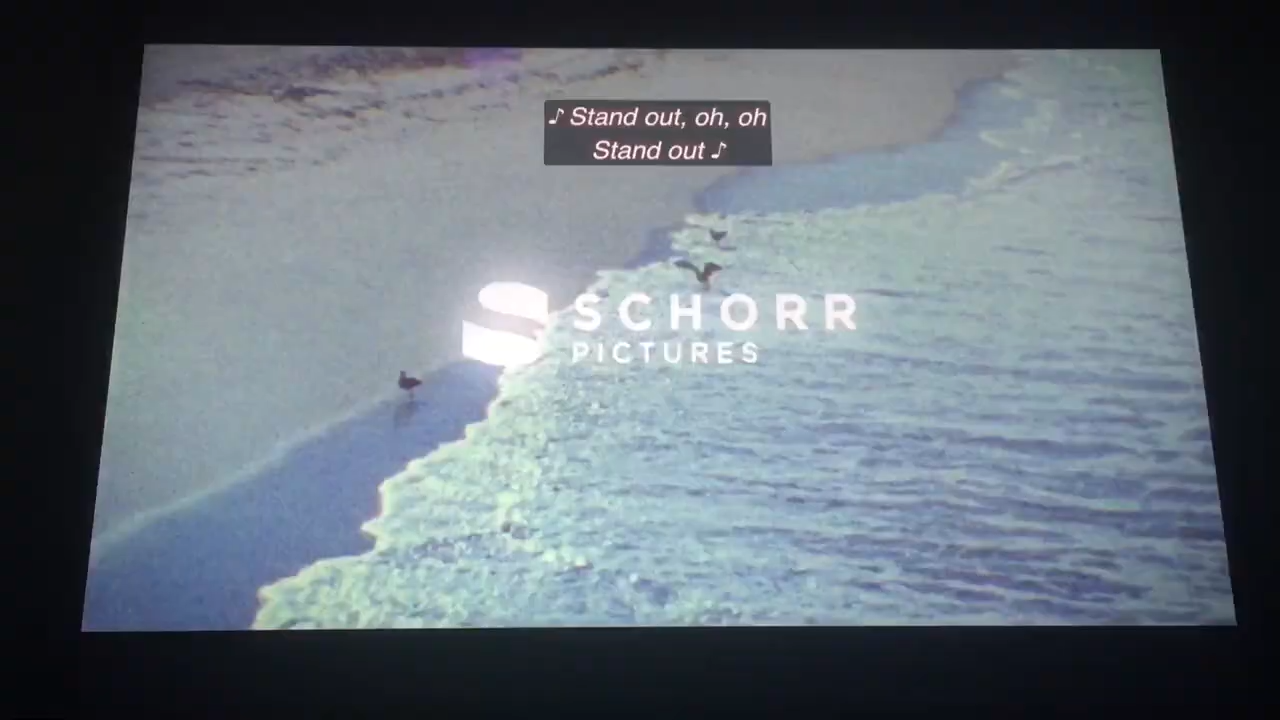 ♪ Stand out, oh, oh
Stand out ♪
SCHORR
PICTURES